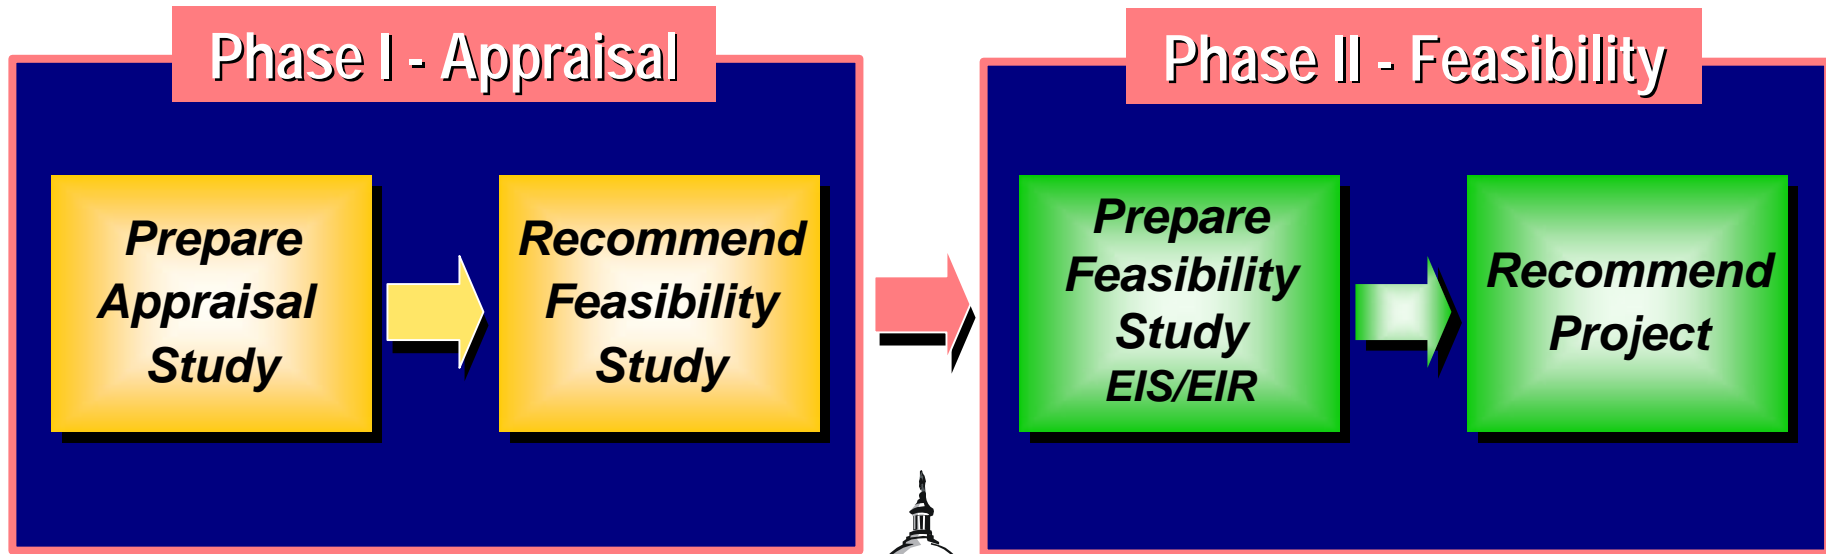 Phase I - Appraisal
Prepare
Appraisal
Study
Recommend
Feasibility
Study
Phase II - Feasibility
Prepare
Feasibility
Study
EIS/EIR
Recommend
Project